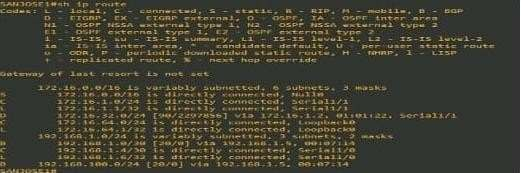 SANJOSE1#sh ip route
Codes: L - local, C - connected, S - static, R - RIP, M - mobile, B - BGP
D - EIGRP, EX - EIGRP external, O - OSPF, IA - OSPF inter area
N1 - OSPF NSSA external type 1, N2 - OSPF NSSA external type 2
E1 - OSPF external type 1, E2 - OSPF external type 2
i - IS-IS, su - IS-IS summary, L1 - IS-IS level-1, L2 - IS-IS level-2
ia - IS-IS inter area, * - candidate default, U - per-user static route
o - ODR, P - periodic downloaded static route, H - NHRP, l - LISP
+ - replicated route, % - next hop override
Gateway of last resort is not set
172.16.0.0/16 is variably subnetted, 6 subnets, 3 masks
S 172.16.0.0/16 is directly connected, Null0
C 172.16.1.0/24 is directly connected, Serial1/1
L 172.16.1.1/32 is directly connected, Serial1/1
D 172.16.32.0/24 [90/2297856] via 172.16.1.2, 01:01:22, Serial1/1
C 172.16.64.0/24 is directly connected, Loopback0
L 172.16.64.1/32 is directly connected, Loopback0
192.168.1.0/24 is variably subnetted, 3 subnets, 2 masks
B 192.168.1.0/30 [20/0] via 192.168.1.5, 00:07:14
C 192.168.1.4/30 is directly connected, Serial1/0
L 192.168.1.6/32 is directly connected, Serial1/0
B 192.168.100.0/24 [20/0] via 192.168.1.5, 00:07:14
SANJOSE1#